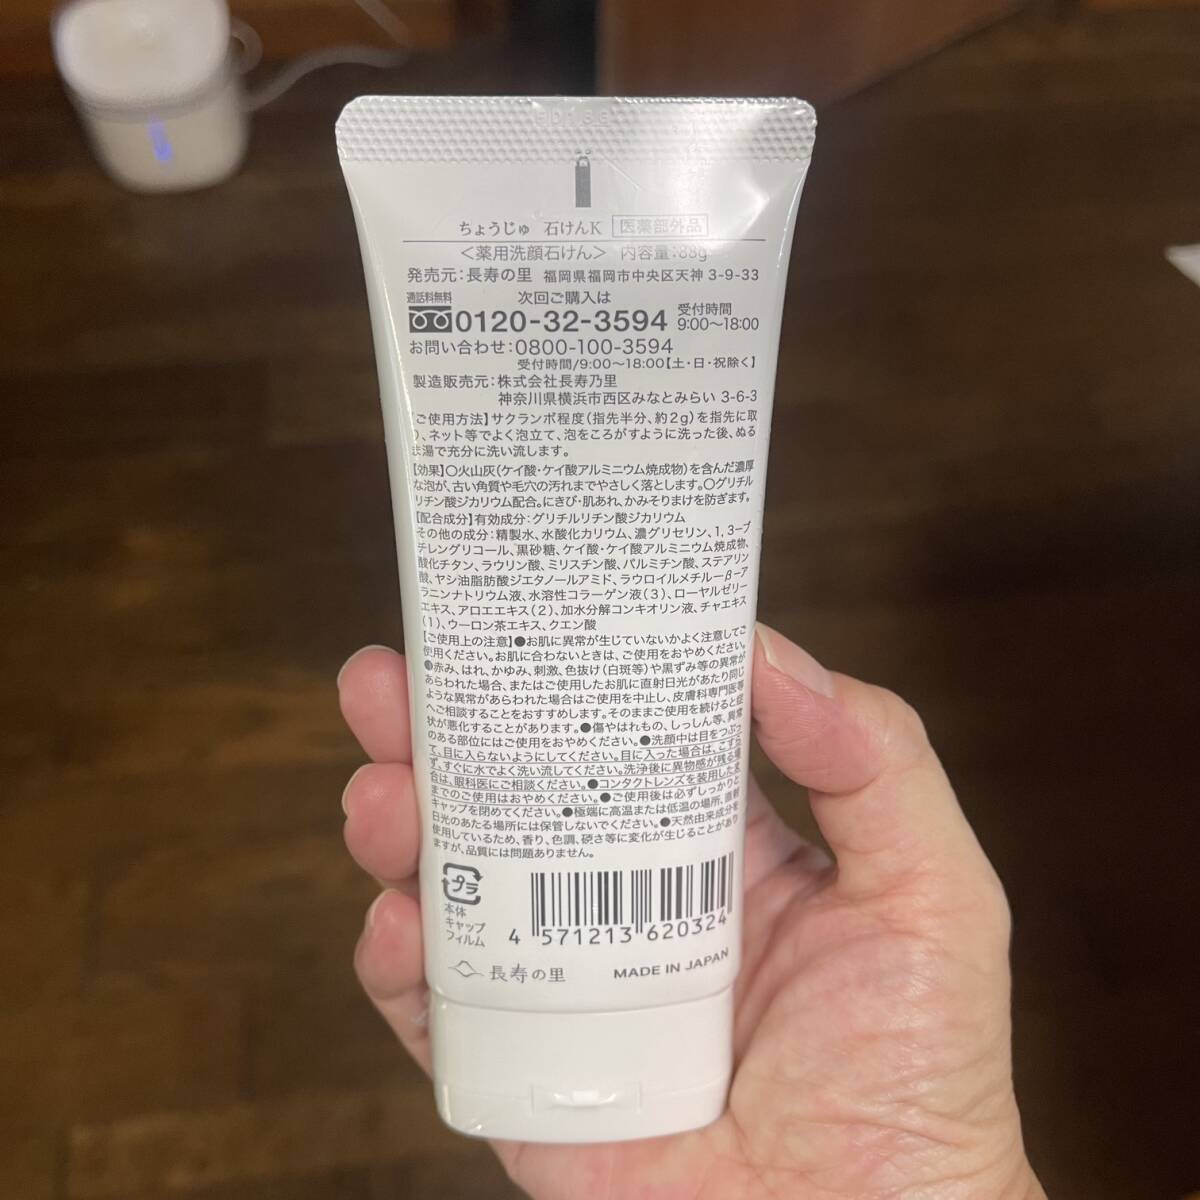 ちょうじゅ 石けんK 医薬部外品
＜薬用洗顔石けん＞ 内容量：88g
発売元：長寿の里 福岡県福岡市中央区天神 3-9-33
通話料無料 次回ご購入は
0120-32-3594 受付時間 9:00〜18:00
お問い合わせ：0800-100-3594
受付時間/9:00〜18:00【土・日・祝除く】
製造販売元：株式会社長寿乃里
神奈川県横浜市西区みなとみらい 3-6-3
【ご使用方法】サクランボ程度（指先半分、約2g）を指先に取
り、ネット等でよく泡立て、泡をころがすように洗った後、ぬる
ま湯で充分に洗い流します。
【効果】〇火山灰（ケイ酸・ケイ酸アルミニウム焼成物）を含んだ濃厚
な泡が、古い角質や毛穴の汚れまでやさしく落とします。〇グリチル
リチン酸ジカリウム配合。にきび・肌あれ、かみそりまけを防ぎます。
【配合成分】有効成分：グリチルリチン酸ジカリウム
その他の成分：精製水、水酸化カリウム、濃グリセリン、1,3−ブ
チレングリコール、黒砂糖、ケイ酸・ケイ酸アルミニウム焼成物、
酸化チタン、ラウリン酸、ミリスチン酸、パルミチン酸、ステアリン
酸、ヤシ油脂肪酸ジエタノールアミド、ラウロイルメチル−β−ア
ラニンナトリウム液、水溶性コラーゲン液（3）、ローヤルゼリー
エキス、アロエエキス（2）、加水分解コンキオリン液、チャエキス
（1）、ウーロン茶エキス、クエン酸
【ご使用上の注意】●お肌に異常が生じていないかよく注意してご
使用ください。お肌に合わないときは、ご使用をおやめください。
●赤み、はれ、かゆみ、刺激、色抜け（白斑等）や黒ずみ等の異常が
あらわれた場合、またはご使用したお肌に直射日光があたり同じ
ような異常があらわれた場合はご使用を中止し、皮膚科専門医等
へご相談することをおすすめします。そのままご使用を続けると症
状が悪化することがあります。●傷やはれもの、しっしん等、異常
のある部位にはご使用をおやめください。●洗顔中は目をつぶっ
て、目に入らないようにしてください。目に入った場合は、こすら
ず、すぐに水でよく洗い流してください。洗浄後に異物感が残る場
合は、眼科医にご相談ください。●コンタクトレンズを装用したま
までのご使用はおやめください。●ご使用後は必ずしっかりと
キャップを閉めてください。●極端に高温または低温の場所、直射
日光のあたる場所には保管しないでください。●天然由来成分を
使用しているため、香り、色調、硬さ等に変化が生じることがあり
ますが、品質には問題ありません。
プラ
本体
キャップ
フィルム
4 571213 620324
長寿の里 MADE IN JAPAN